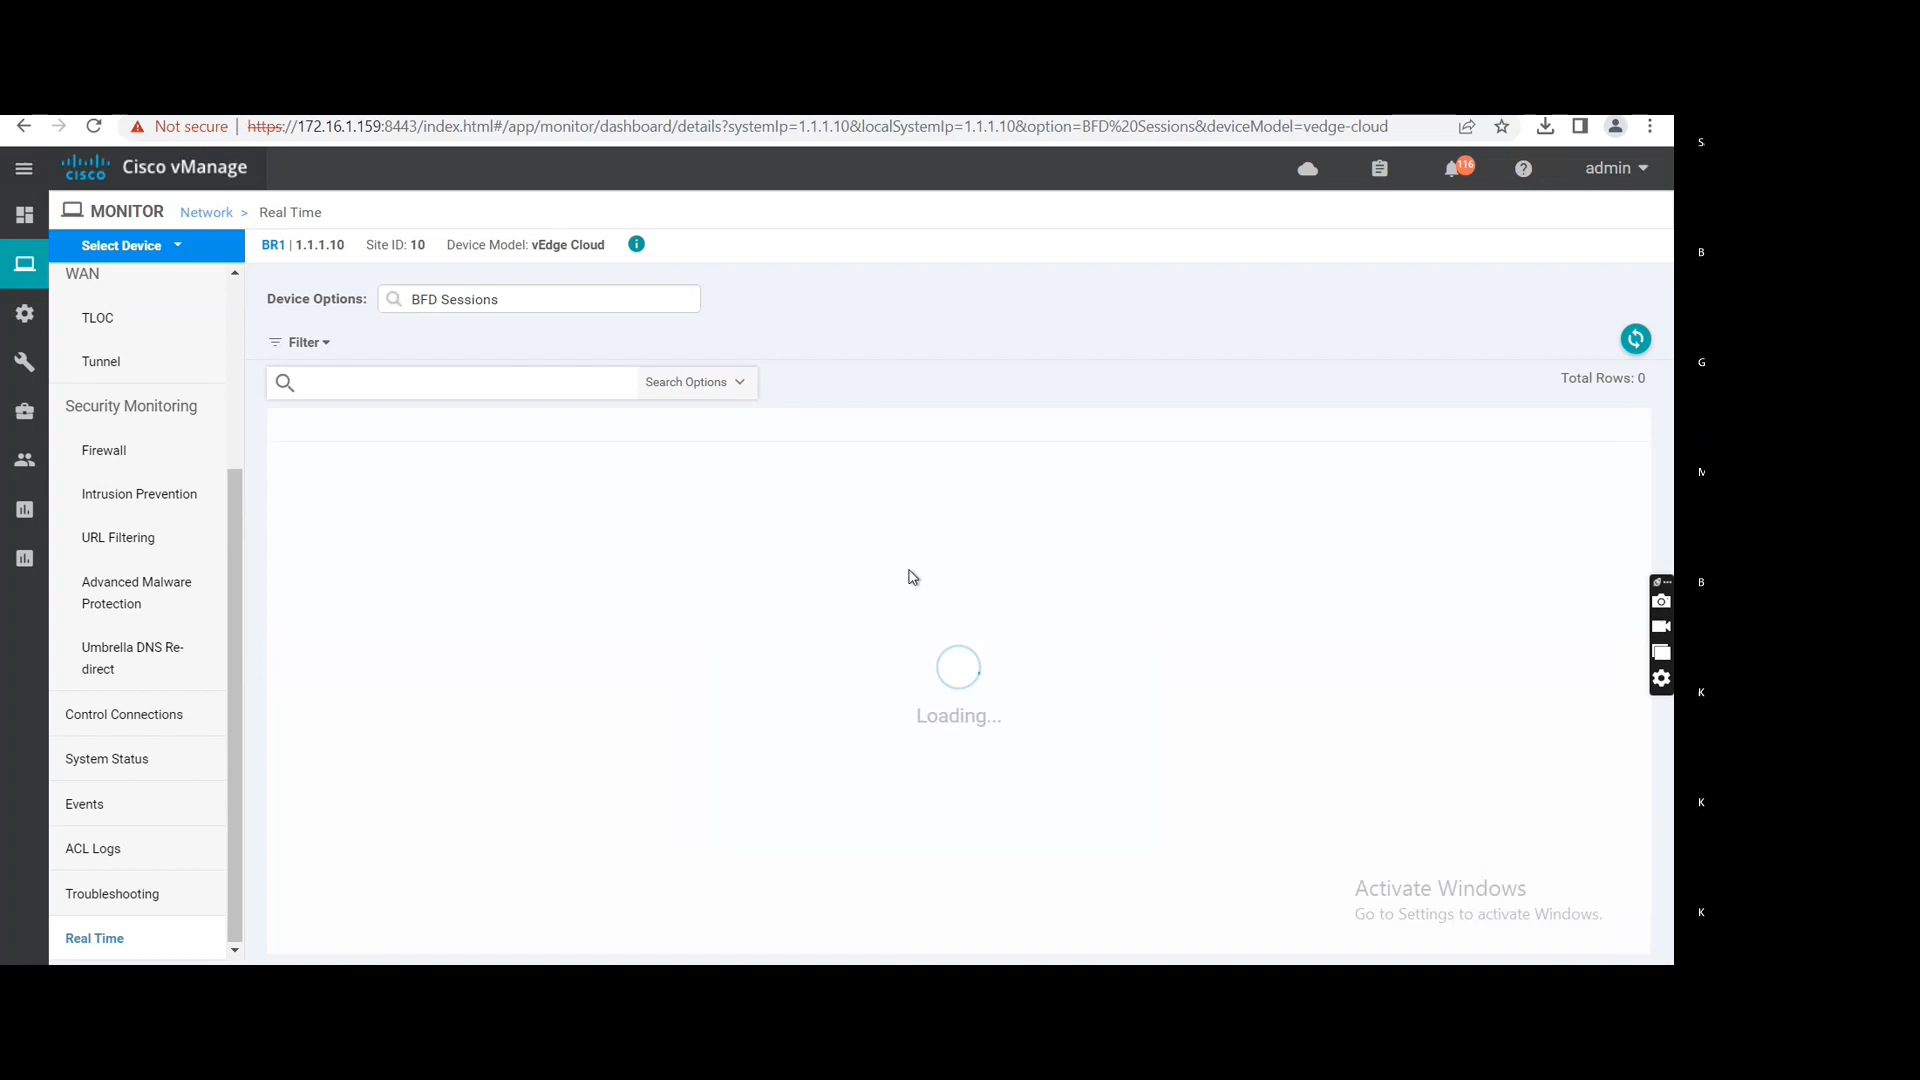 Not secure | https://172.16.1.159:8443/index.html#/app/monitor/dashboard/details?systemIp=1.1.1.10&localSystemIp=1.1.1.10&option=BFD%20Sessions&deviceModel=vedge-cloud
CISCO Cisco vManage 116 admin
MONITOR Network > Real Time
Select Device BR1 | 1.1.1.10 Site ID: 10 Device Model: vEdge Cloud
WAN
TLOC
Tunnel
Security Monitoring
Firewall
Intrusion Prevention
URL Filtering
Advanced Malware
Protection
Umbrella DNS Re-
direct
Control Connections
System Status
Events
ACL Logs
Troubleshooting
Real Time
Device Options: BFD Sessions
Filter
Search Options
Total Rows: 0
Loading...
Activate Windows
Go to Settings to activate Windows.
S
B
G
M
B
K
K
K